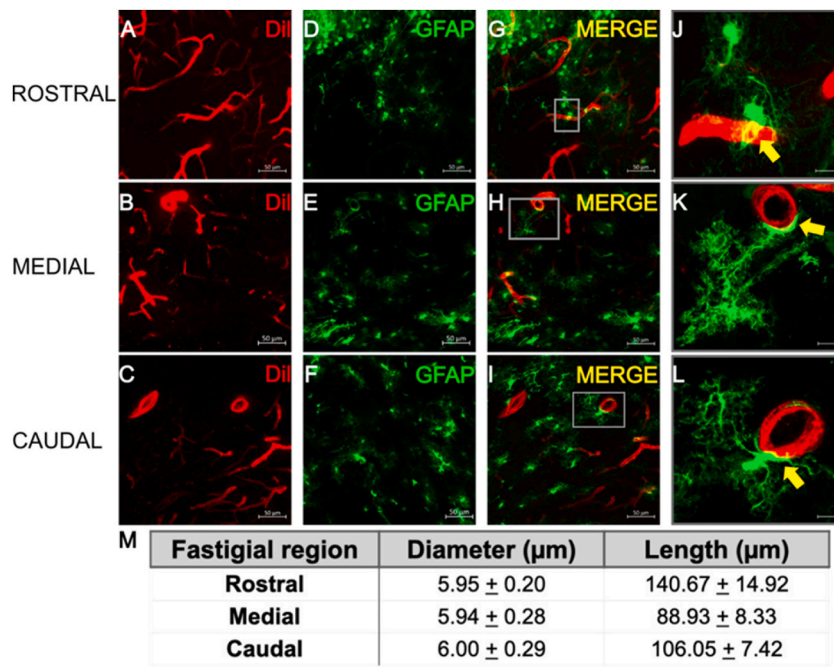 A DiI D GFAP G MERGE J
ROSTRAL
50 µm 50 µm 50 µm
B DiI E GFAP H MERGE K
MEDIAL
50 µm 50 µm 50 µm
C DiI F GFAP I MERGE L
CAUDAL
50 µm 50 µm 50 µm
M
Fastigial region Diameter (µm) Length (µm)
Rostral 5.95 ± 0.20 140.67 ± 14.92
Medial 5.94 ± 0.28 88.93 ± 8.33
Caudal 6.00 ± 0.29 106.05 ± 7.42